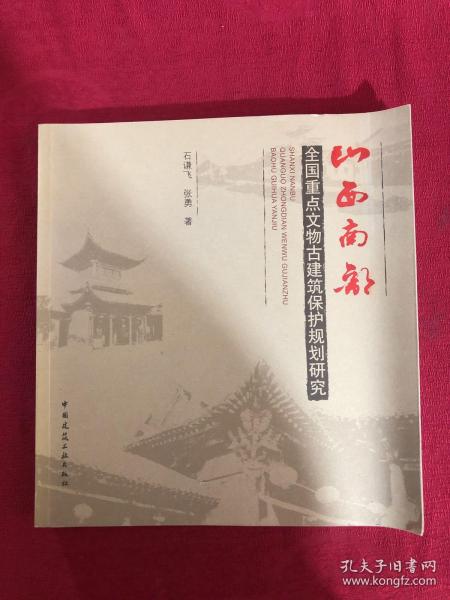 山西南部
全国重点文物古建筑保护规划研究
SHANXI NANBU
QUANGUO ZHONGDIAN WENWU GUJIANZHU
BAOHU GUIHUA YANJIU
石谦飞 张勇 著
中国建筑工业出版社
孔夫子旧书网
www.kongfz.com